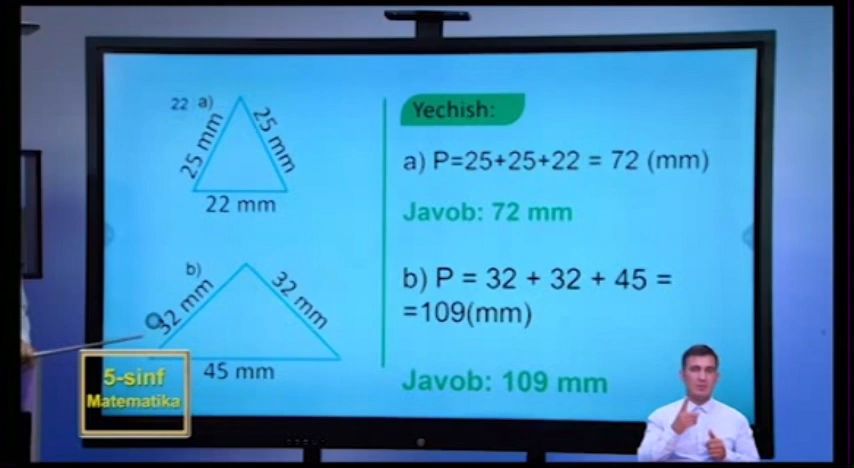 22 a)
25 mm
25 mm
22 mm
b)
32 mm
32 mm
45 mm
Yechish:
a) P=25+25+22 = 72 (mm)
Javob: 72 mm
b) P = 32 + 32 + 45 =
=109(mm)
Javob: 109 mm
5-sinf
Matematika